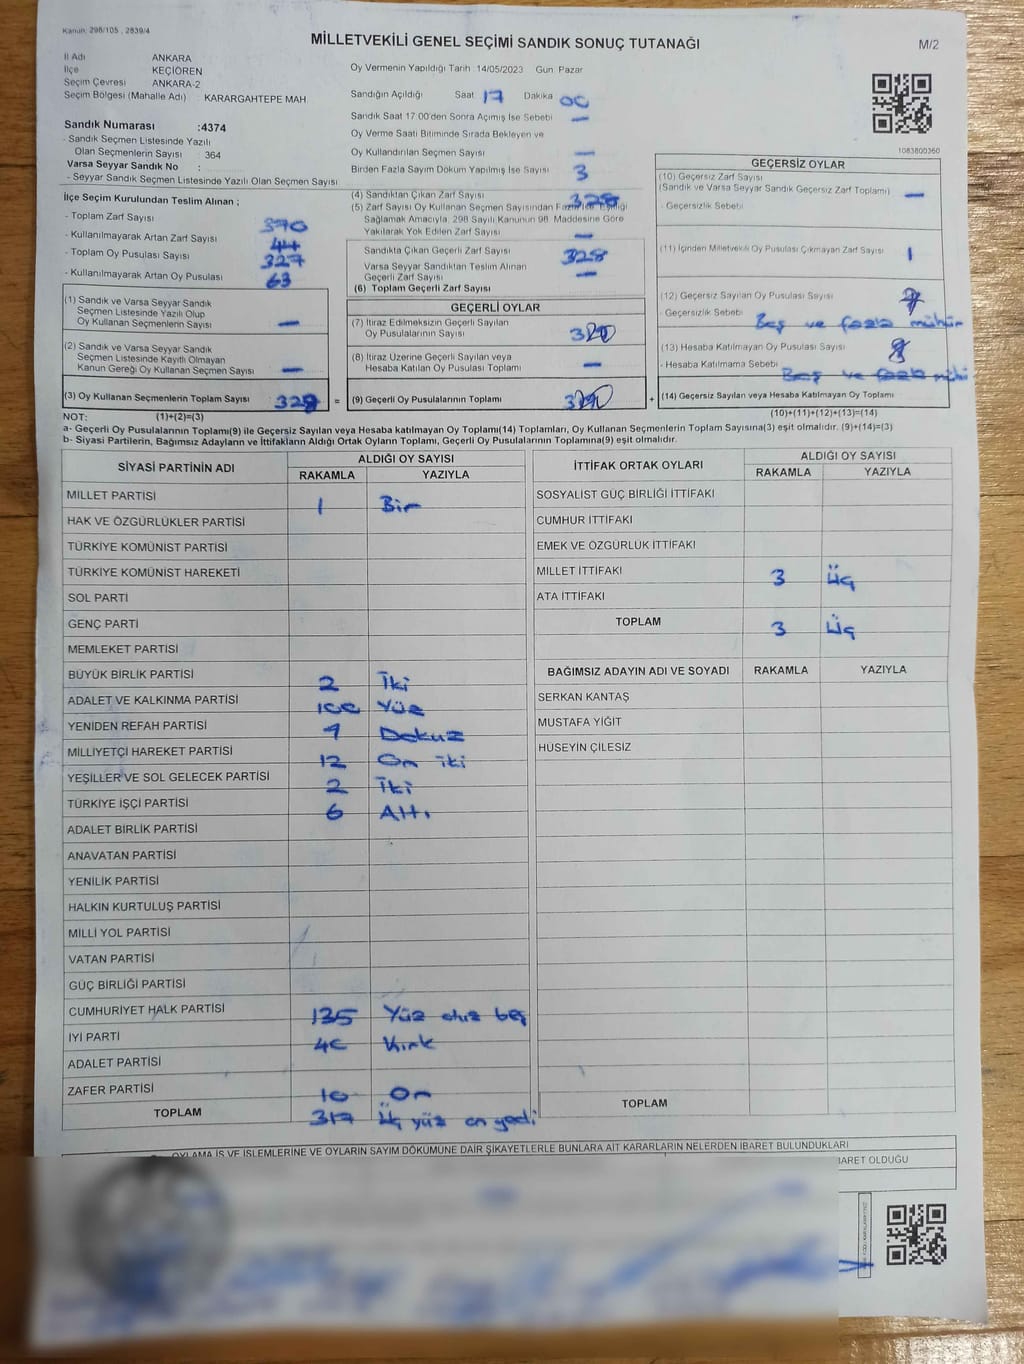 Kanun: 298/105 , 2839/4
MİLLETVEKİLİ GENEL SEÇİMİ SANDIK SONUÇ TUTANAĞI
M/2
İl Adı ANKARA
İlçe KEÇİÖREN
Seçim Çevresi ANKARA-2
Seçim Bölgesi (Mahalle Adı) : KARARGAHTEPE MAH.
Sandık Numarası :4374
- Sandık Seçmen Listesinde Yazılı
Olan Seçmenlerin Sayısı : 364
Varsa Seyyar Sandık No :
- Seyyar Sandık Seçmen Listesinde Yazılı Olan Seçmen Sayısı
Oy Vermenin Yapıldığı Tarih :14/05/2023 Gün :Pazar
Sandığın Açıldığı Saat 17 Dakika 00
Sandık Saat 17:00'den Sonra Açımış İse Sebebi —
Oy Verme Saati Bitiminde Sırada Bekleyen ve
Oy Kullandırılan Seçmen Sayısı —
Birden Fazla Sayım Döküm Yapılmış İse Sayısı 3
1083800360
İlçe Seçim Kurulundan Teslim Alınan ;
- Toplam Zarf Sayısı 370
- Kullanılmayarak Artan Zarf Sayısı 44
- Toplam Oy Pusulası Sayısı 327
- Kullanılmayarak Artan Oy Pusulası 63
(4) Sandıktan Çıkan Zarf Sayısı 328
(5) Zarf Sayısı Oy Kullanan Seçmen Sayısından Fazla İse Eşitliği
Sağlamak Amacıyla, 298 Sayılı Kanunun 98. Maddesine Göre
Yakılarak Yok Edilen Zarf Sayısı —
Sandıkta Çıkan Geçerli Zarf Sayısı 328
Varsa Seyyar Sandıktan Teslim Alınan
Geçerli Zarf Sayısı —
(6) Toplam Geçerli Zarf Sayısı
GEÇERSİZ OYLAR
(10) Geçersiz Zarf Sayısı
(Sandık ve Varsa Seyyar Sandık Geçersiz Zarf Toplamı) —
- Geçersizlik Sebebi
(11) İçinden Milletvekili Oy Pusulası Çıkmayan Zarf Sayısı 1
(12) Geçersiz Sayılan Oy Pusulası Sayısı
- Geçersizlik Sebebi Boş ve fazla mühür
(13) Hesaba Katılmayan Oy Pusulası Sayısı
- Hesaba Katılmama Sebebi
(14) Geçersiz Sayılan veya Hesaba Katılmayan Oy Toplamı
(10)+(11)+(12)+(13)=(14)
(1) Sandık ve Varsa Seyyar Sandık
Seçmen Listesinde Yazılı Olup
Oy Kullanan Seçmenlerin Sayısı —
(2) Sandık ve Varsa Seyyar Sandık
Seçmen Listesinde Kayıtlı Olmayan
Kanun Gereği Oy Kullanan Seçmen Sayısı —
(3) Oy Kullanan Seçmenlerin Toplam Sayısı 328 =
GEÇERLİ OYLAR
(7) İtiraz Edilmeksizin Geçerli Sayılan
Oy Pusulalarının Sayısı
(8) İtiraz Üzerine Geçerli Sayılan veya
Hesaba Katılan Oy Pusulası Toplamı —
(9) Geçerli Oy Pusulalarının Toplamı +
NOT: (1)+(2)=(3)
a- Geçerli Oy Pusulalarının Toplamı(9) ile Geçersiz Sayılan veya Hesaba katılmayan Oy Toplamı(14) Toplamları, Oy Kullanan Seçmenlerin Toplam Sayısına(3) eşit olmalıdır. (9)+(14)=(3)
b- Siyasi Partilerin, Bağımsız Adayların ve İttifakların Aldığı Ortak Oyların Toplamı, Geçerli Oy Pusulalarının Toplamına(9) eşit olmalıdır.
SİYASİ PARTİNİN ADI ALDIĞI OY SAYISI
RAKAMLA YAZIYLA
MİLLET PARTİSİ 1 Bir
HAK VE ÖZGÜRLÜKLER PARTİSİ
TÜRKİYE KOMÜNİST PARTİSİ
TÜRKİYE KOMÜNİST HAREKETİ
SOL PARTİ
GENÇ PARTİ
MEMLEKET PARTİSİ
BÜYÜK BİRLİK PARTİSİ 2 İki
ADALET VE KALKINMA PARTİSİ 100 Yüz
YENİDEN REFAH PARTİSİ 9 Dokuz
MİLLİYETÇİ HAREKET PARTİSİ 12 On iki
YEŞİLLER VE SOL GELECEK PARTİSİ 2 İki
TÜRKİYE İŞÇİ PARTİSİ 6 Altı
ADALET BİRLİK PARTİSİ
ANAVATAN PARTİSİ
YENİLİK PARTİSİ
HALKIN KURTULUŞ PARTİSİ
MİLLİ YOL PARTİSİ
VATAN PARTİSİ
GÜÇ BİRLİĞİ PARTİSİ
CUMHURİYET HALK PARTİSİ 135 Yüz otuz beş
İYİ PARTİ 40 Kırk
ADALET PARTİSİ
ZAFER PARTİSİ 10 On
TOPLAM 317 Üç yüz on yedi
İTTİFAK ORTAK OYLARI ALDIĞI OY SAYISI
RAKAMLA YAZIYLA
SOSYALİST GÜÇ BİRLİĞİ İTTİFAKI
CUMHUR İTTİFAKI
EMEK VE ÖZGÜRLÜK İTTİFAKI
MİLLET İTTİFAKI 3 Üç
ATA İTTİFAKI
TOPLAM 3 Üç
BAĞIMSIZ ADAYIN ADI VE SOYADI RAKAMLA YAZIYLA
SERKAN KANTAŞ
MUSTAFA YİĞİT
HÜSEYİN ÇİLESİZ
TOPLAM
OYLAMA İŞ VE İŞLEMLERİNE VE OYLARIN SAYIM DÖKÜMÜNE DAİR ŞİKAYETLERLE BUNLARA AİT KARARLARIN NELERDEN İBARET BULUNDUKLARI
İBARET OLDUĞU